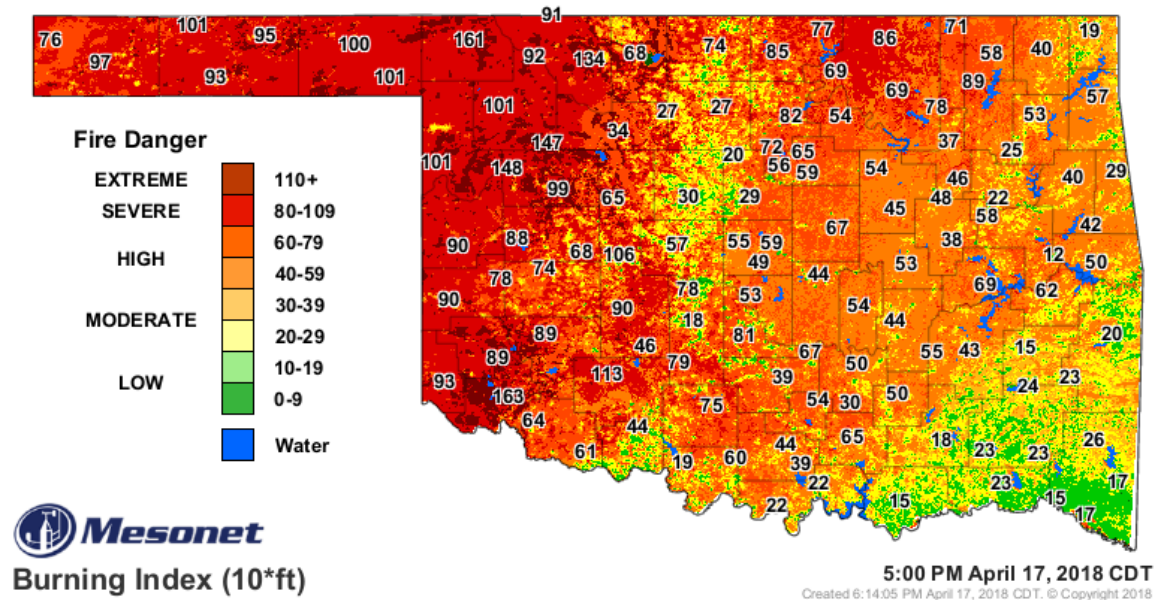 91
101 161 77 71 19
76 95 100 74 86 40
97 92 134 68 85 58
93 101 69 89
101 27 27 69 78 57
82 54 53
Fire Danger 34
147 37 25
101 148 20 72 65 54 40 29
EXTREME 110+ 56 59 46
99 65 30 29 48 22
SEVERE 80-109 45 58 42
88 67
HIGH 60-79 90 68 106 57 55 59 38 12
49 53 50
40-59 78 74 44 69 62
90 78 53
MODERATE 30-39 90 18 54 44
89 81 20
20-29 46 67 55 43 15
89 79 50
LOW 10-19 93 113 39 23
24
0-9 163 75 54 30 50
64 44
Water 61 44 65 18 23 23 26
19 60 39
22 23 17
22 15 15
17
Mesonet
Burning Index (10*ft)
5:00 PM April 17, 2018 CDT
Created 6:14:05 PM April 17, 2018 CDT. © Copyright 2018